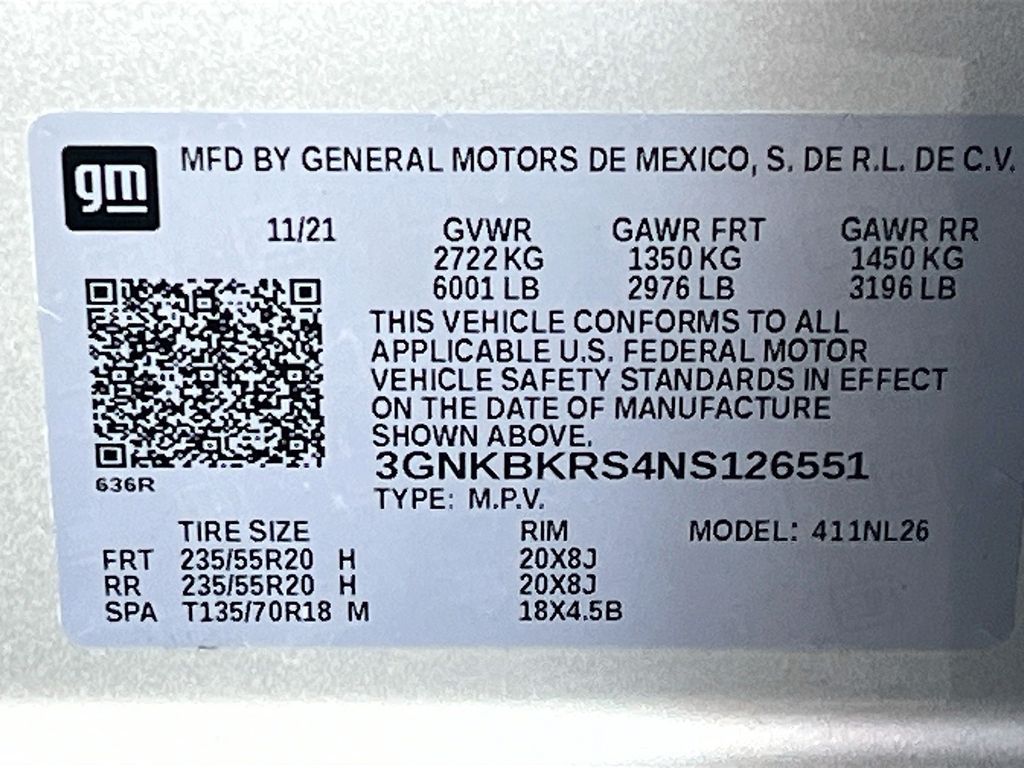 gm
MFD BY GENERAL MOTORS DE MEXICO, S. DE R.L. DE C.V.
11/21 GVWR GAWR FRT GAWR RR
2722 KG 1350 KG 1450 KG
6001 LB 2976 LB 3196 LB
THIS VEHICLE CONFORMS TO ALL
APPLICABLE U.S. FEDERAL MOTOR
VEHICLE SAFETY STANDARDS IN EFFECT
ON THE DATE OF MANUFACTURE
SHOWN ABOVE.
3GNKBKRS4NS126551
636R
TYPE: M.P.V.
TIRE SIZE RIM MODEL: 411NL26
FRT 235/55R20 H 20X8J
RR 235/55R20 H 20X8J
SPA T135/70R18 M 18X4.5B